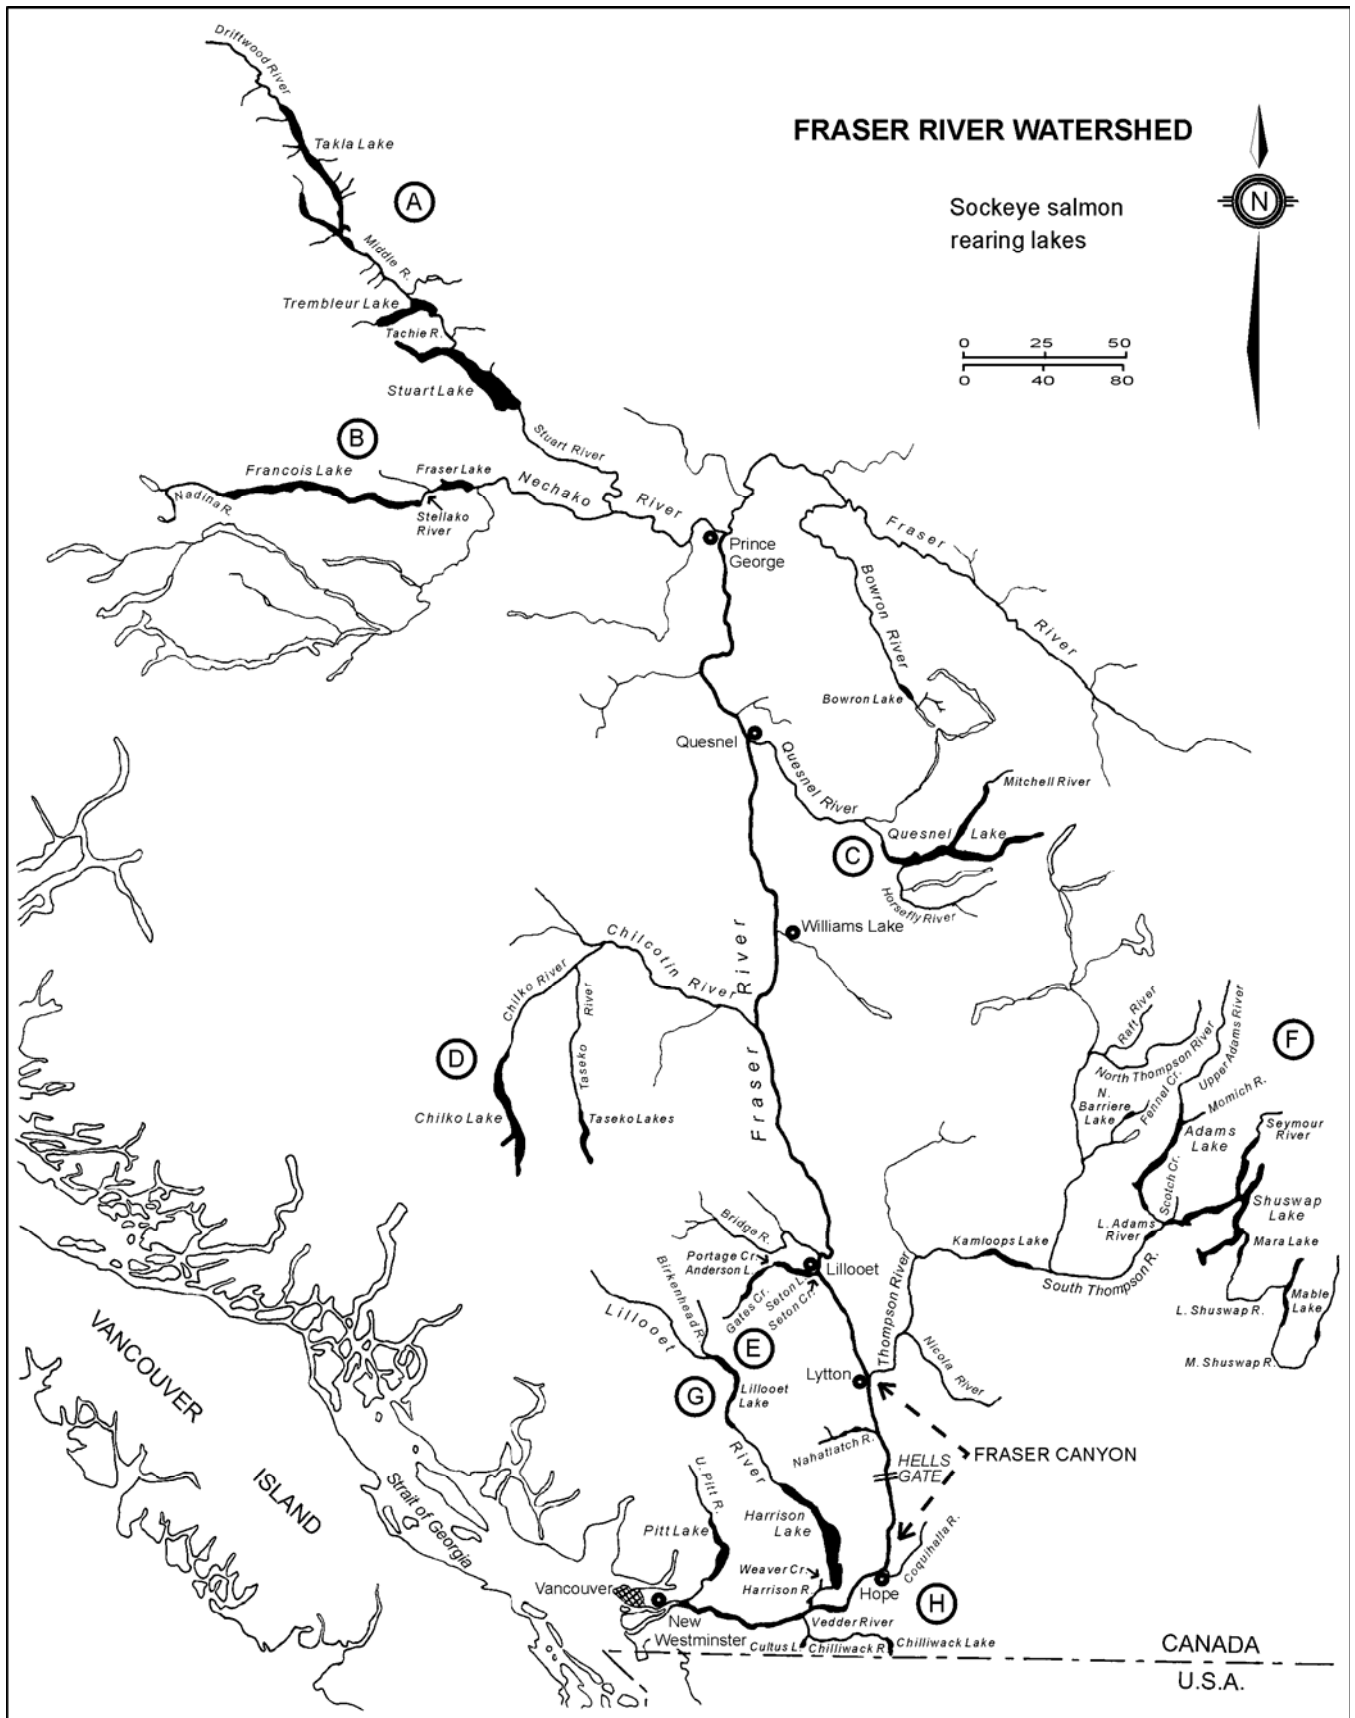 FRASER RIVER WATERSHED
Sockeye salmon
rearing lakes
N
0 25 50
0 40 80
Driftwood River
Takla Lake
A
Middle R.
Trembleur Lake
Tachie R.
Stuart Lake
Stuart River
B
Francois Lake
Fraser Lake
Nadina R.
Stellako
River
Nechako
River
Prince
George
Fraser
River
Bowron River
Bowron Lake
Quesnel
Quesnel River
Mitchell River
Quesnel Lake
C
Horsefly River
Williams Lake
Chilcotin River
Chilko River
Taseko River
D
Chilko Lake
Taseko Lakes
Fraser River
Raft River
North Thompson River
Upper Adams River
F
N.
Barriere
Lake
Fennel Cr.
Momich R.
Adams
Lake
Seymour
River
Scotch Cr.
Shuswap
Lake
L. Adams
River
Mara Lake
Kamloops Lake
South Thompson R.
Mable
Lake
L. Shuswap R.
M. Shuswap R.
Bridge R.
Portage Cr
Anderson L.
Lillooet
Gates Cr.
Seton L.
Seton Cr.
Birkenhead R.
Lillooet
E
Thompson River
Nicola River
Lytton
G
Lillooet
Lake
River
Nahatlatch R.
HELLS
GATE
FRASER CANYON
U. Pitt R.
Pitt Lake
Harrison
Lake
Weaver Cr.
Harrison R.
Coquihalla R.
Hope
H
Vancouver
New
Westminster
Vedder River
Cultus L.
Chilliwack R.
Chilliwack Lake
VANCOUVER
ISLAND
Strait of Georgia
CANADA
U.S.A.